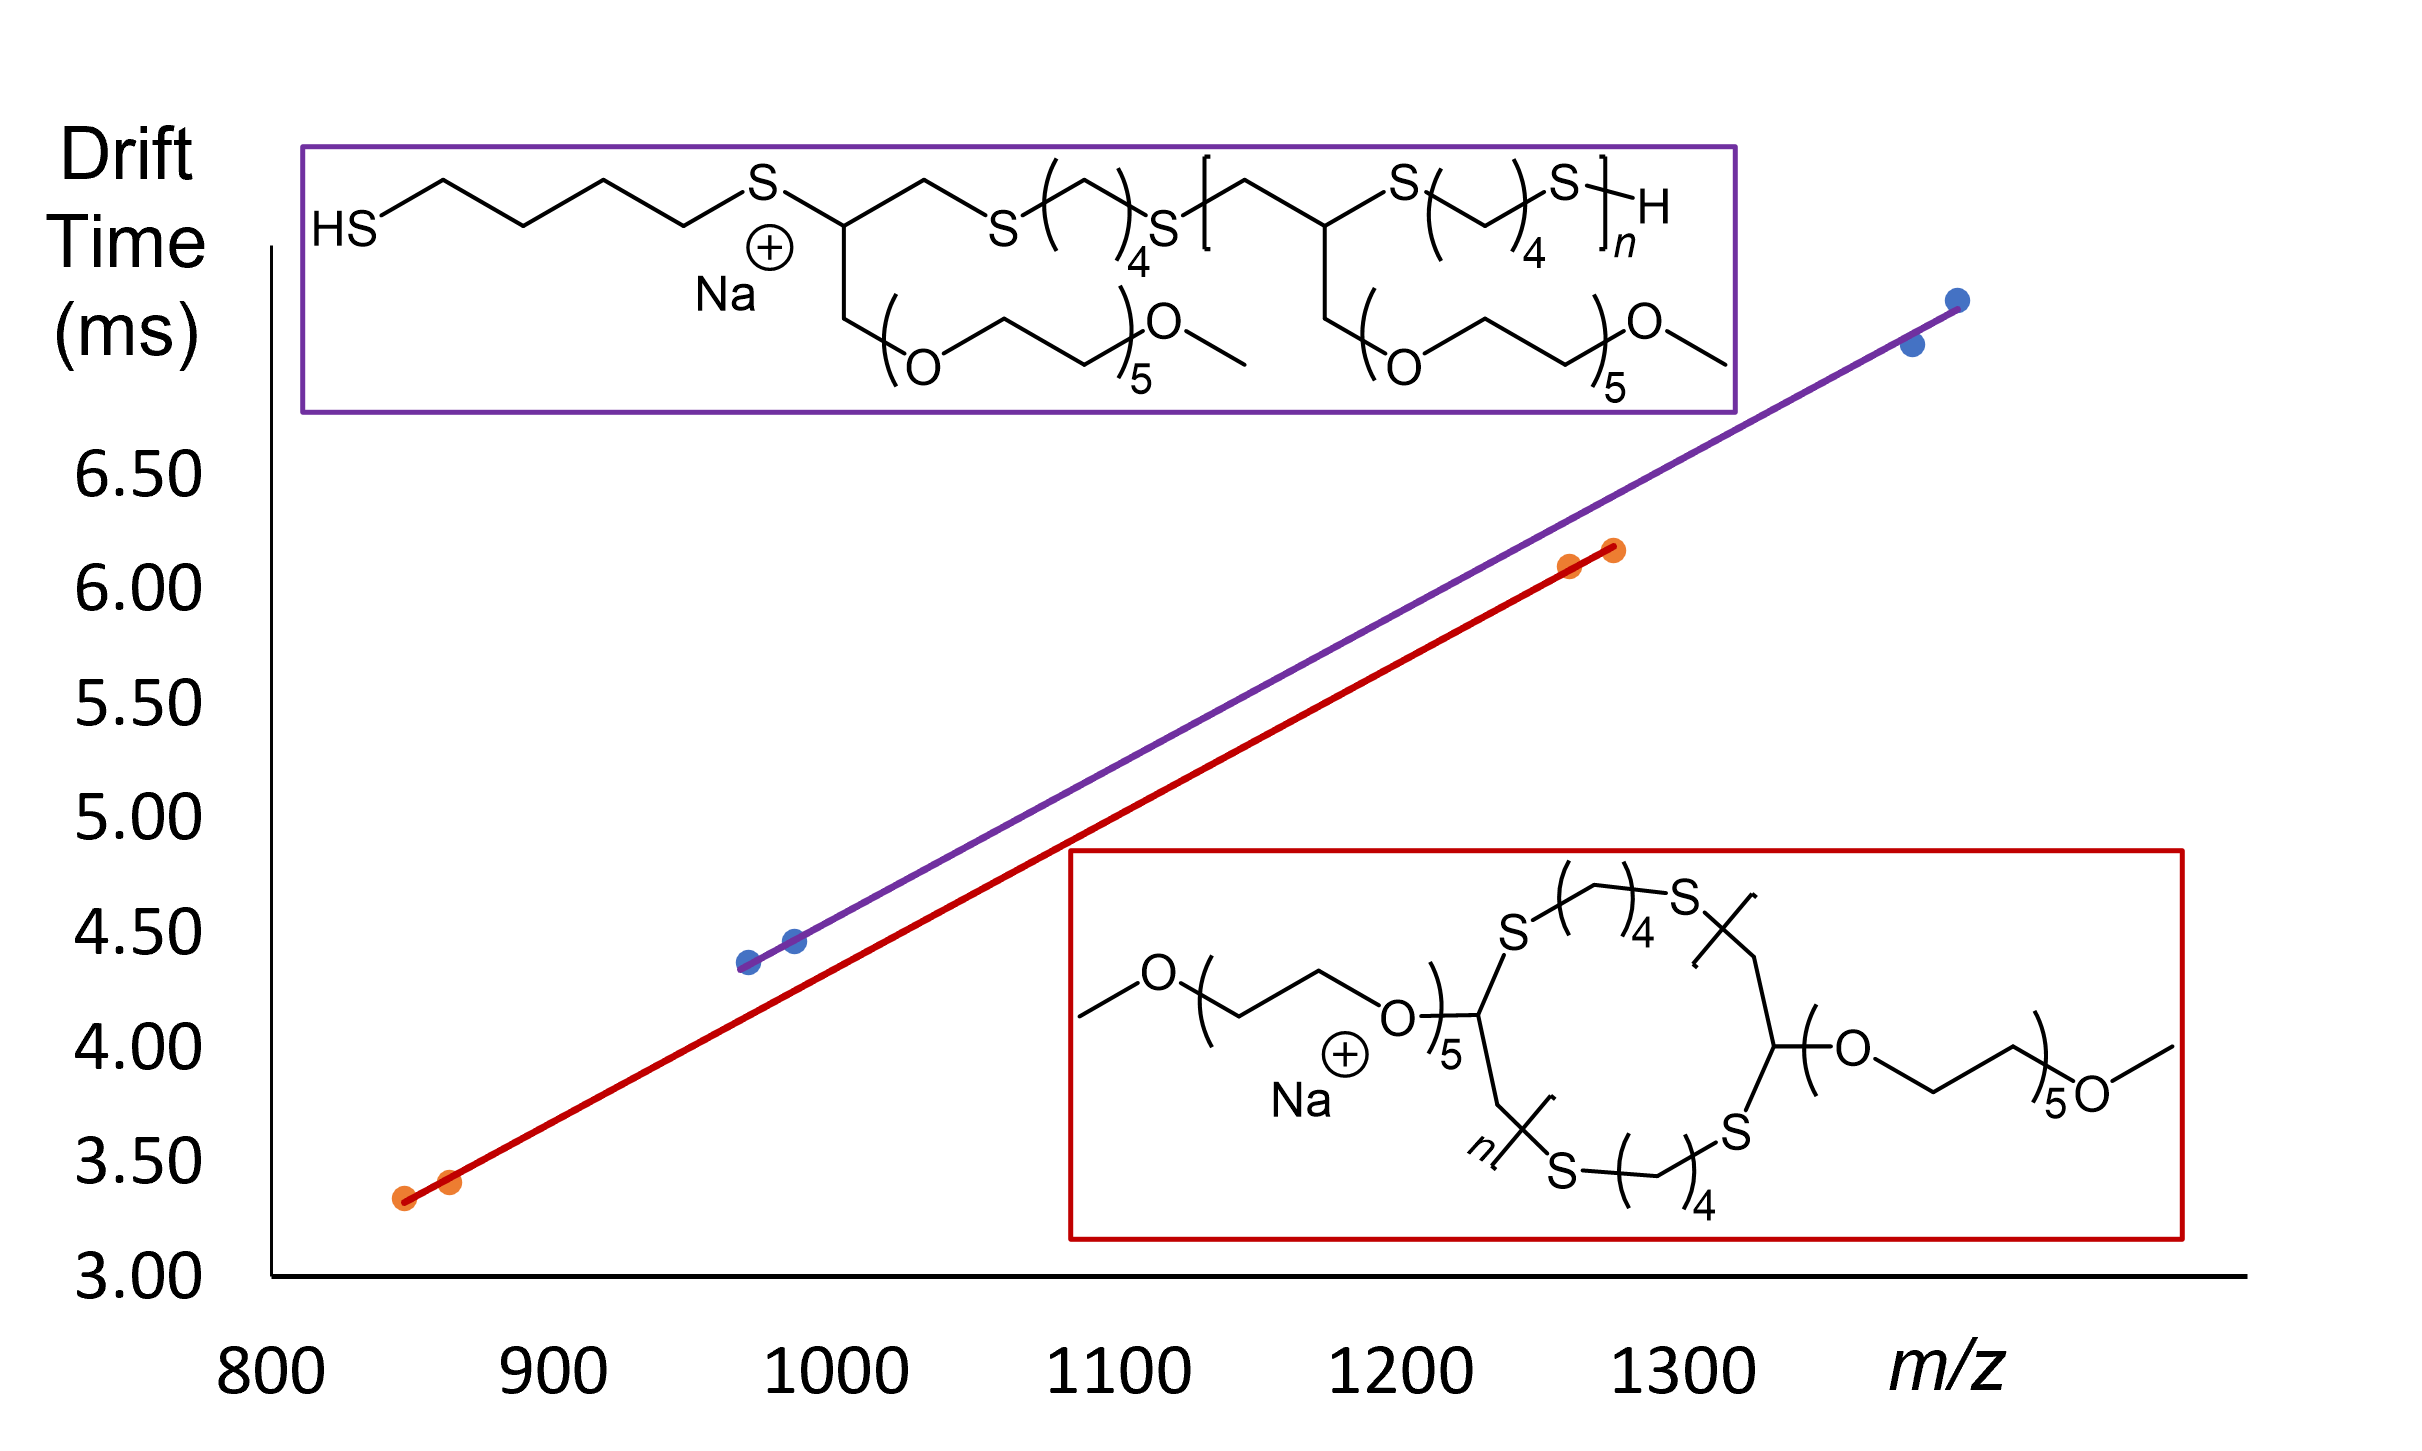 Drift
Time
(ms)
6.50
6.00
5.50
5.00
4.50
4.00
3.50
3.00
800 900 1000 1100 1200 1300 m/z
HS S S 4 S S 4 S n H
+
Na
O 5 O O 5 O
S 4 S
O O 5 O 5 O
+
Na
n S 4 S